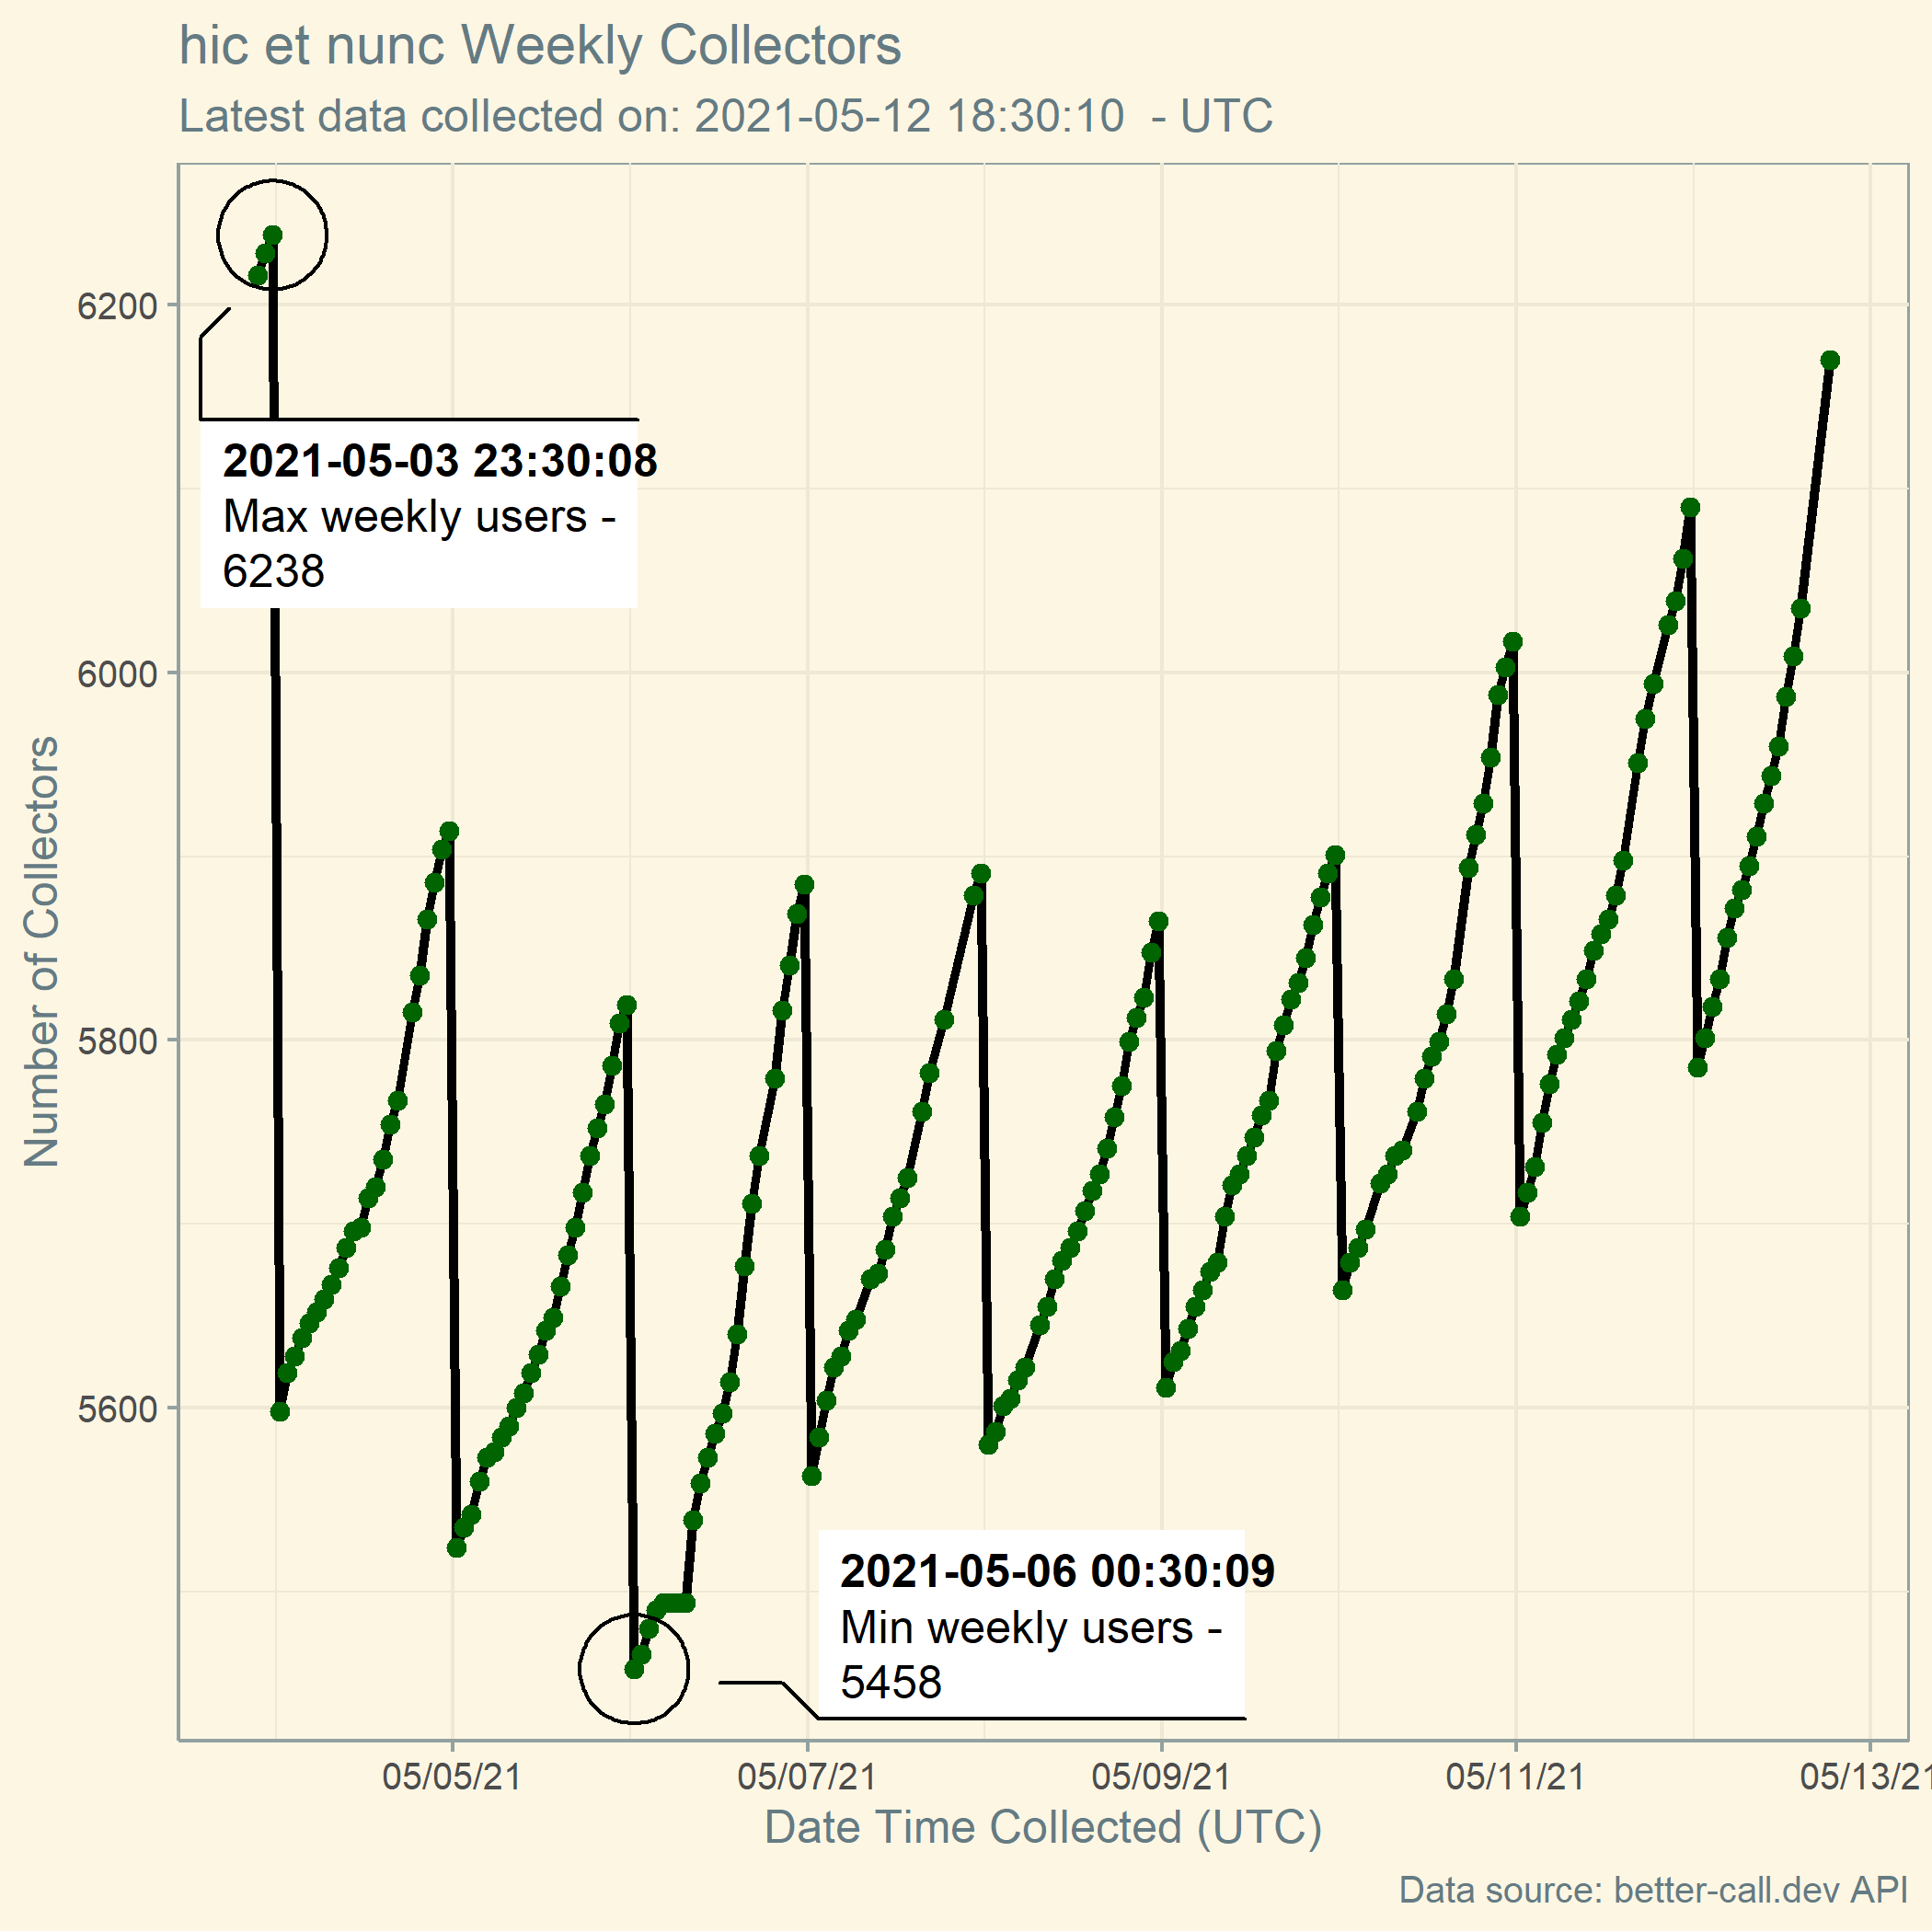 hic et nunc Weekly Collectors
Latest data collected on: 2021-05-12 18:30:10  - UTC
Number of Collectors
6200
6000
5800
5600
2021-05-03 23:30:08
Max weekly users -
6238
2021-05-06 00:30:09
Min weekly users -
5458
05/05/21
05/07/21
05/09/21
05/11/21
05/13/21
Date Time Collected (UTC)
Data source: better-call.dev API